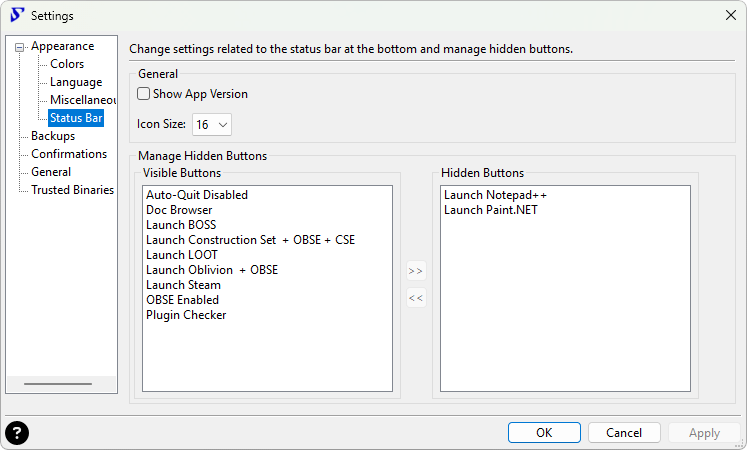 Settings
Appearance
Colors
Language
Miscellaneou
Status Bar
Backups
Confirmations
General
Trusted Binaries
Change settings related to the status bar at the bottom and manage hidden buttons.
General
Show App Version
Icon Size: 16
Manage Hidden Buttons
Visible Buttons
Auto-Quit Disabled
Doc Browser
Launch BOSS
Launch Construction Set + OBSE + CSE
Launch LOOT
Launch Oblivion + OBSE
Launch Steam
OBSE Enabled
Plugin Checker
>>
<<
Hidden Buttons
Launch Notepad++
Launch Paint.NET
?
OK Cancel Apply